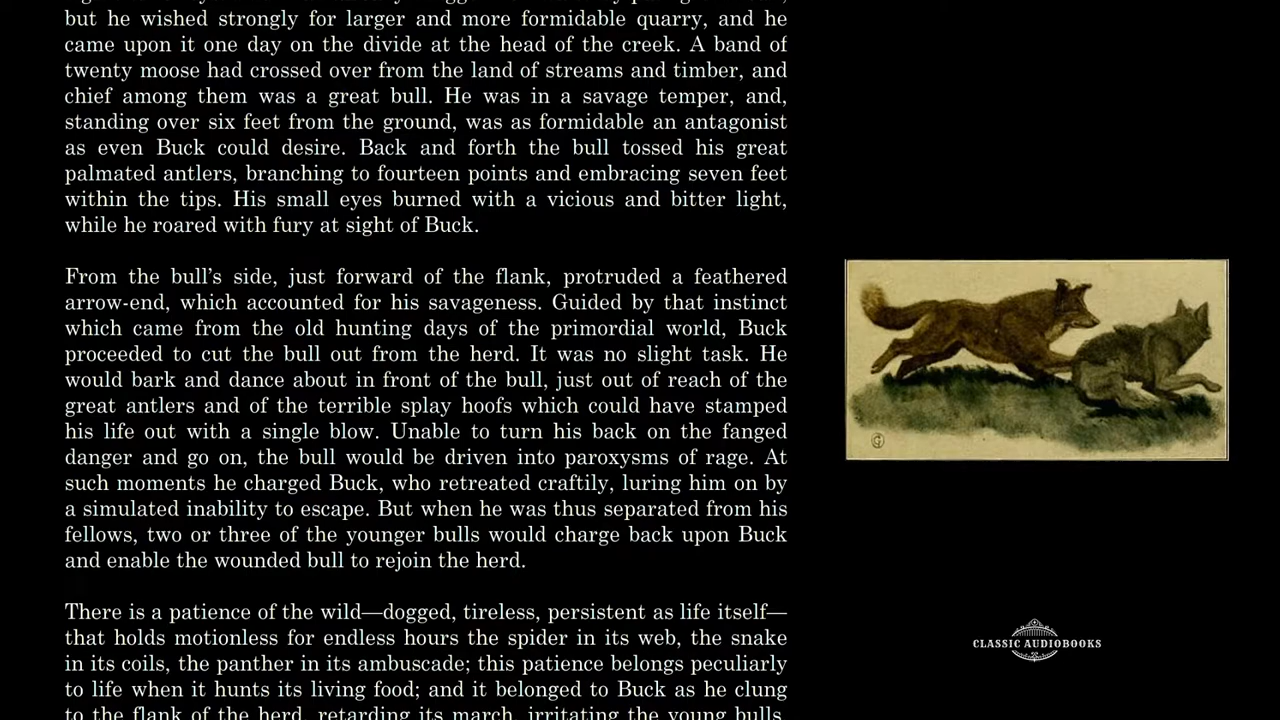 but he wished strongly for larger and more formidable quarry, and he
came upon it one day on the divide at the head of the creek. A band of
twenty moose had crossed over from the land of streams and timber, and
chief among them was a great bull. He was in a savage temper, and,
standing over six feet from the ground, was as formidable an antagonist
as even Buck could desire. Back and forth the bull tossed his great
palmated antlers, branching to fourteen points and embracing seven feet
within the tips. His small eyes burned with a vicious and bitter light,
while he roared with fury at sight of Buck.
From the bull's side, just forward of the flank, protruded a feathered
arrow-end, which accounted for his savageness. Guided by that instinct
which came from the old hunting days of the primordial world, Buck
proceeded to cut the bull out from the herd. It was no slight task. He
would bark and dance about in front of the bull, just out of reach of the
great antlers and of the terrible splay hoofs which could have stamped
his life out with a single blow. Unable to turn his back on the fanged
danger and go on, the bull would be driven into paroxysms of rage. At
such moments he charged Buck, who retreated craftily, luring him on by
a simulated inability to escape. But when he was thus separated from his
fellows, two or three of the younger bulls would charge back upon Buck
and enable the wounded bull to rejoin the herd.
There is a patience of the wild—dogged, tireless, persistent as life itself—
that holds motionless for endless hours the spider in its web, the snake
in its coils, the panther in its ambuscade; this patience belongs peculiarly
to life when it hunts its living food; and it belonged to Buck as he clung
to the flank of the herd, retarding its march, irritating the young bulls,
CLASSIC AUDIOBOOKS